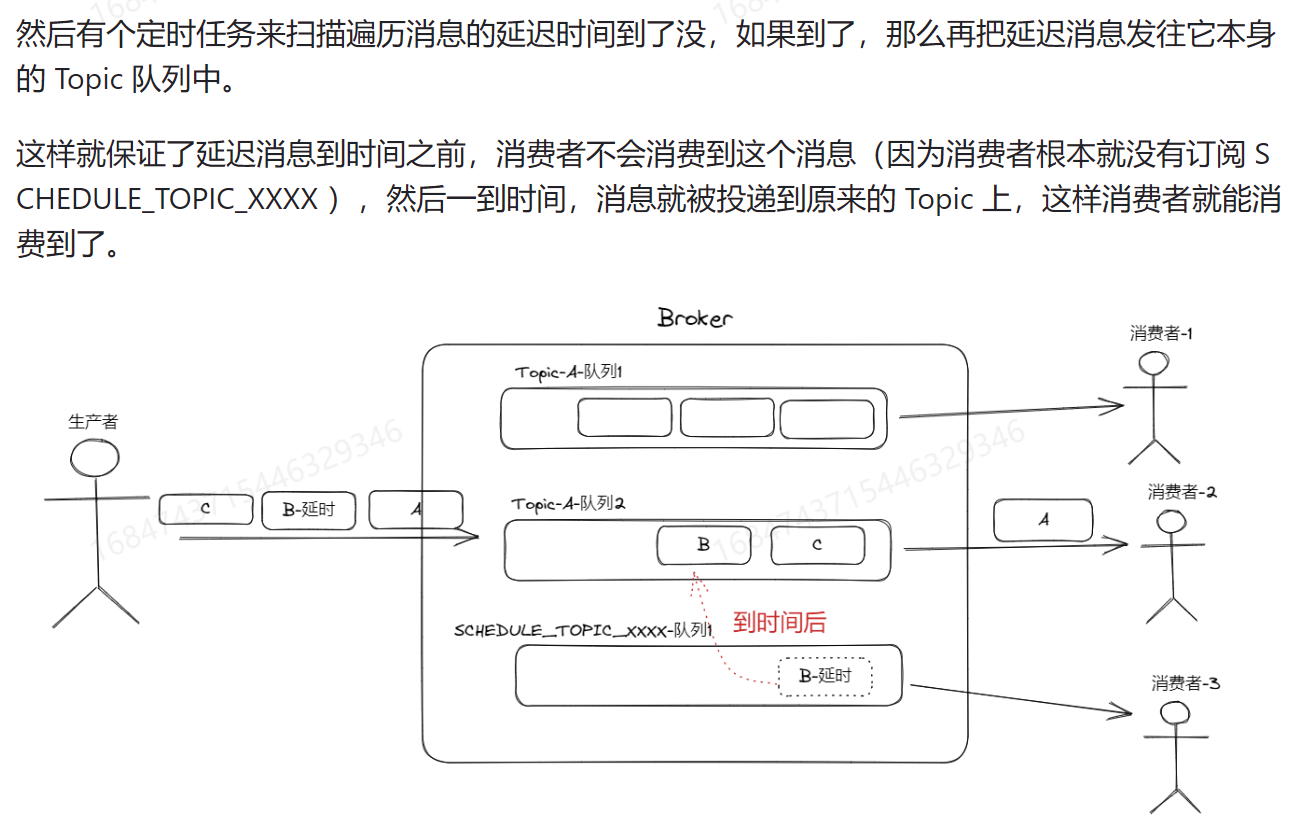 然后有个定时任务来扫描遍历消息的延迟时间到了没，如果到了，那么再把延迟消息发往它本身
的 Topic 队列中。
这样就保证了延迟消息到时间之前，消费者不会消费到这个消息（因为消费者根本就没有订阅 S
CHEDULE_TOPIC_XXXX ），然后一到时间，消息就被投递到原来的 Topic 上，这样消费者就能消
费到了。
Broker
消费者-1
Topic-A-队列1
生产者
C
B-延时
A
Topic-A-队列2
B
C
A
消费者-2
到时间后
SCHEDULE_TOPIC_XXXX-队列1
B-延时
消费者-3
1684743715446329346
1684743715446329346